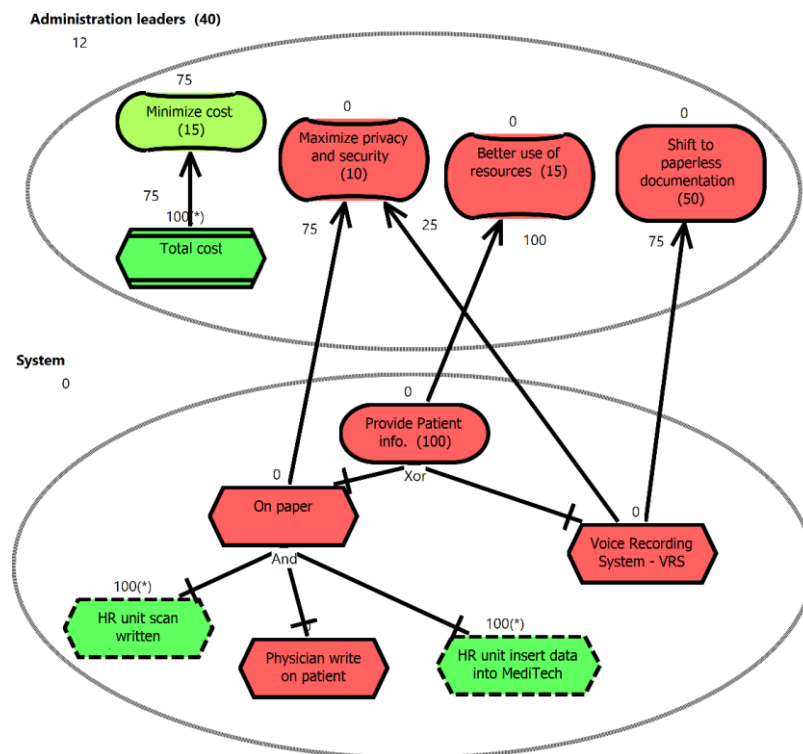 Administration leaders (40)
12
75
Minimize cost
(15)
0
Maximize privacy
and security
(10)
0
Better use of
resources (15)
0
Shift to
paperless
documentation
(50)
75
100(*)
Total cost
75
25
100
75
System
0
0
Provide Patient
info. (100)
Xor
0
On paper
0
Voice Recording
System - VRS
And
100(*)
HR unit scan
written
Physician write
on patient
100(*)
HR unit insert data
into MediTech